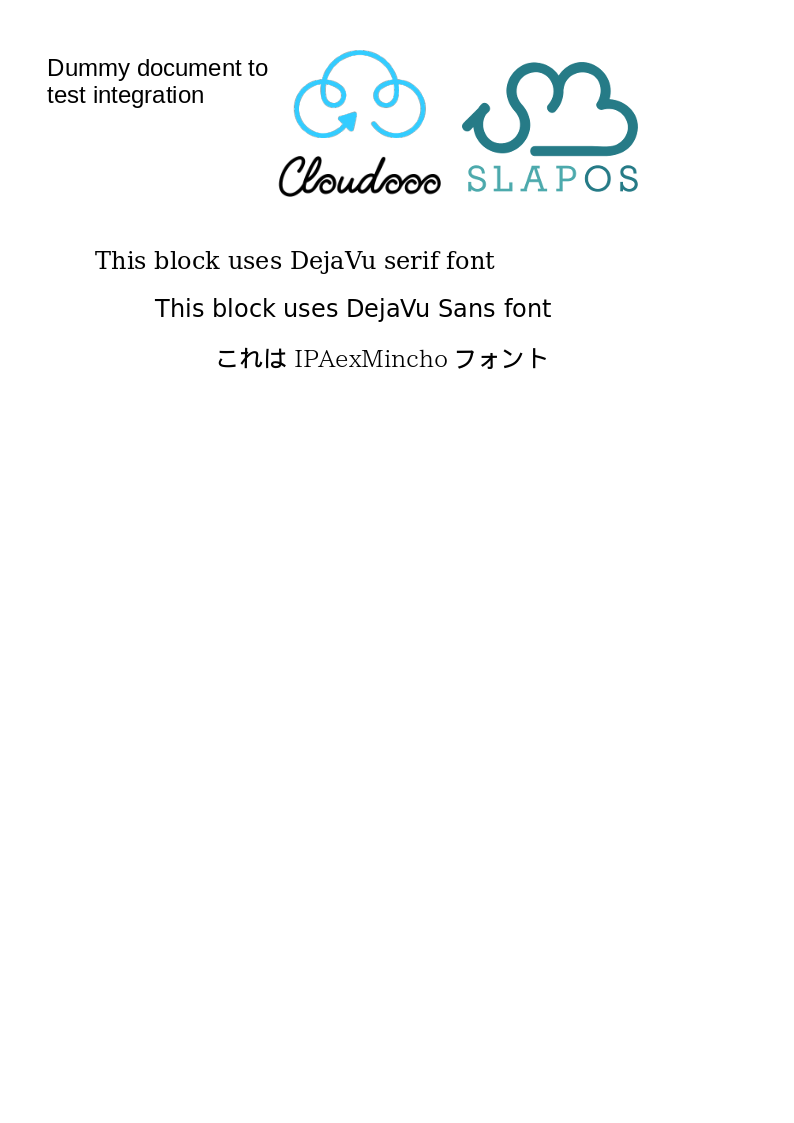 Dummy document to
test integration
Cloudooo
SLAPOS
This block uses DejaVu serif font
This block uses DejaVu Sans font
これは IPAexMincho フォント